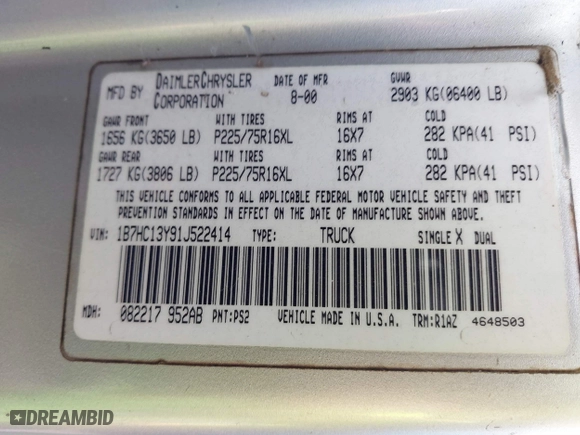 MFD BY DAIMLERCHRYSLER CORPORATION DATE OF MFR 8-00 GVWR 2903 KG(06400 LB)
GAWR FRONT WITH TIRES RIMS AT COLD
1656 KG(3650 LB) P225/75R16XL 16X7 282 KPA(41 PSI)
GAWR REAR WITH TIRES RIMS AT COLD
1727 KG(3806 LB) P225/75R16XL 16X7 282 KPA(41 PSI)
THIS VEHICLE CONFORMS TO ALL APPLICABLE FEDERAL MOTOR VEHICLE SAFETY AND THEFT
PREVENTION STANDARDS IN EFFECT ON THE DATE OF MANUFACTURE SHOWN ABOVE.
VIN: 1B7HC13Y91J522414 TYPE: TRUCK SINGLE X DUAL
MDH: 082217 952AB PNT: PS2 VEHICLE MADE IN U.S.A. TRM: R1AZ 4648503
DREAMBID